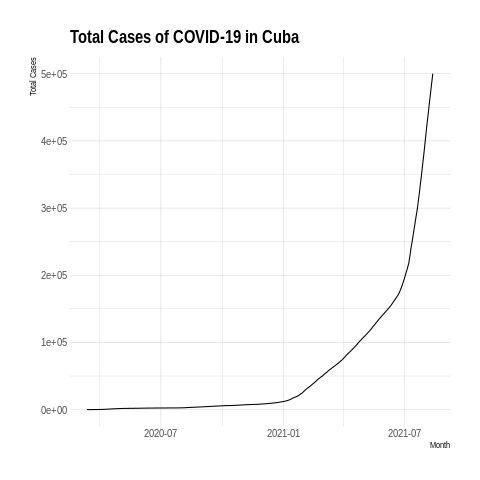 Total Cases of COVID-19 in Cuba
Total Cases
5e+05
4e+05
3e+05
2e+05
1e+05
0e+00
2020-07 2021-01 2021-07
Month